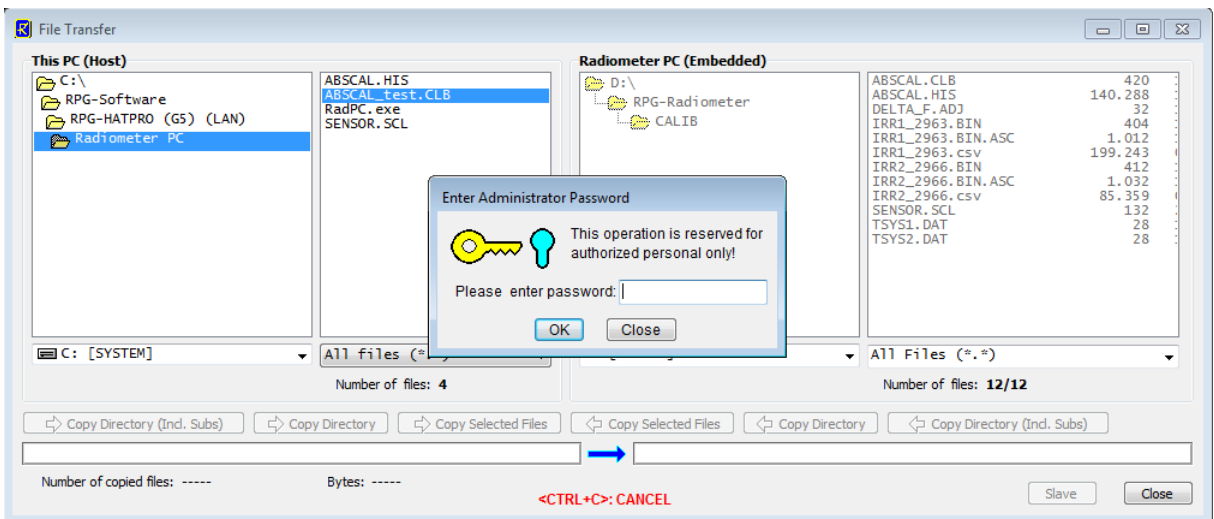 File Transfer
This PC (Host)
C:\
RPG-Software
RPG-HATPRO (G5) (LAN)
Radiometer PC
ABSCAL.HIS
ABSCAL_test.CLB
RadPC.exe
SENSOR.SCL
Radiometer PC (Embedded)
D:\
RPG-Radiometer
CALIB
ABSCAL.CLB 420
ABSCAL.HIS 140.288
DELTA_F.ADJ 32
IRR1_2963.BIN 404
IRR1_2963.BIN.ASC 1.012
IRR1_2963.csv 199.243
IRR2_2966.BIN 412
IRR2_2966.BIN.ASC 1.032
IRR2_2966.csv 85.359
SENSOR.SCL 132
TSYS1.DAT 28
TSYS2.DAT 28
Enter Administrator Password
This operation is reserved for
authorized personal only!
Please enter password:
OK Close
C: [SYSTEM]
All files (*.
All Files (*.*)
Number of files: 4
Number of files: 12/12
Copy Directory (Incl. Subs) Copy Directory Copy Selected Files Copy Selected Files Copy Directory Copy Directory (Incl. Subs)
Number of copied files: ----- Bytes: -----
<CTRL+C>: CANCEL
Slave Close